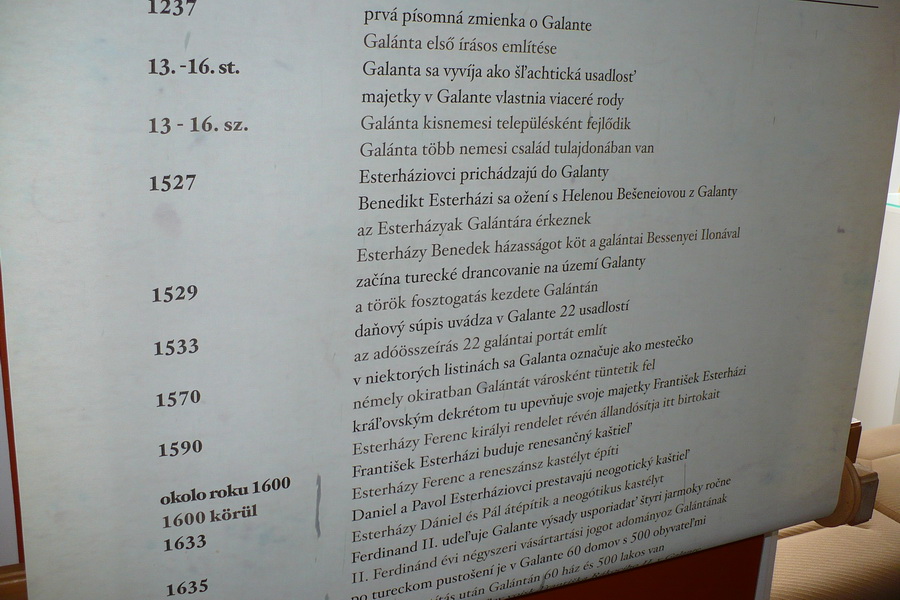 1237 prvá písomná zmienka o Galante
Galánta első írásos említése
13. -16. st. Galanta sa vyvíja ako šľachtická usadlosť
majetky v Galante vlastnia viaceré rody
13 - 16. sz. Galánta kisnemesi településként fejlődik
Galánta több nemesi család tulajdonában van
1527 Esterháziovci prichádzajú do Galanty
Benedikt Esterházi sa ožení s Helenou Bešeneiovou z Galanty
az Esterházyak Galántára érkeznek
Esterházy Benedek házasságot köt a galántai Bessenyei Ilonával
1529 začína turecké drancovanie na území Galanty
a török fosztogatás kezdete Galántán
1533 daňový súpis uvádza v Galante 22 usadlostí
az adóösszeírás 22 galántai portát említ
1570 v niektorých listinách sa Galanta označuje ako mestečko
némely okiratban Galántát városként tüntetik fel
1590 kráľovským dekrétom tu upevňuje svoje majetky František Esterházi
Esterházy Ferenc királyi rendelet révén állandósítja itt birtokait
okolo roku 1600 František Esterházi buduje renesančný kaštieľ
1600 körül Esterházy Ferenc a reneszánsz kastélyt építi
1633 Daniel a Pavol Esterháziovci prestavajú neogotický kaštieľ
Esterházy Dániel és Pál átépítik a neogótikus kastélyt
1635 Ferdinand II. udeľuje Galante výsady usporiadať štyri jarmoky ročne
II. Ferdinánd évi négyszeri vásártartási jogot adományoz Galántának
po tureckom pustošení je v Galante 60 domov s 500 obyvateľmi
után Galántán 60 ház és 500 lakos van